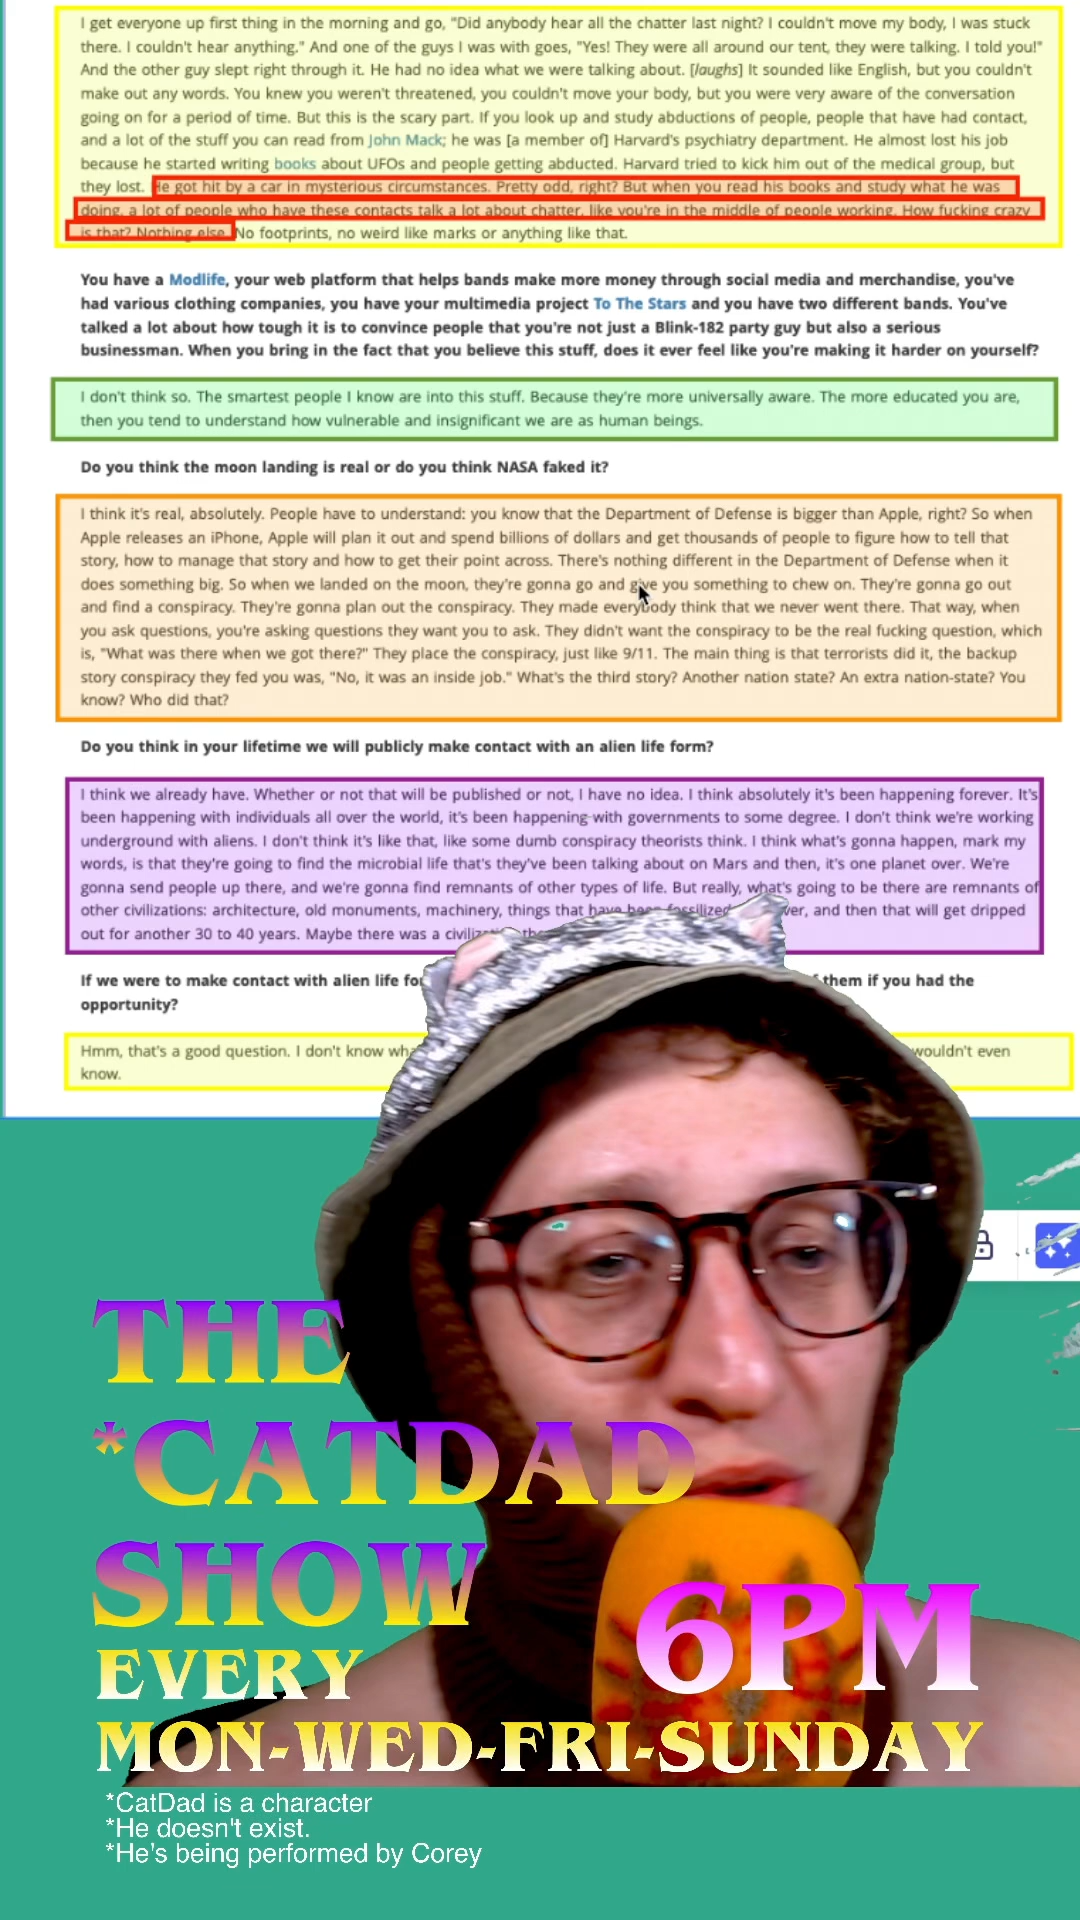 I get everyone up first thing in the morning and go, "Did anybody hear all the chatter last night? I couldn't move my body, I was stuck
there. I couldn't hear anything." And one of the guys I was with goes, "Yes! They were all around our tent, they were talking. I told you!"
And the other guy slept right through it. He had no idea what we were talking about. [laughs] It sounded like English, but you couldn't
make out any words. You knew you weren't threatened, you couldn't move your body, but you were very aware of the conversation
going on for a period of time. But this is the scary part. If you look up and study abductions of people, people that have had contact,
and a lot of the stuff you can read from John Mack; he was [a member of] Harvard's psychiatry department. He almost lost his job
because he started writing books about UFOs and people getting abducted. Harvard tried to kick him out of the medical group, but
they lost. He got hit by a car in mysterious circumstances. Pretty odd, right? But when you read his books and study what he was
doing, a lot of people who have these contacts talk a lot about chatter, like you're in the middle of people working. How fucking crazy
is that? Nothing else. No footprints, no weird like marks or anything like that.
You have a Modlife, your web platform that helps bands make more money through social media and merchandise, you've
had various clothing companies, you have your multimedia project To The Stars and you have two different bands. You've
talked a lot about how tough it is to convince people that you're not just a Blink-182 party guy but also a serious
businessman. When you bring in the fact that you believe this stuff, does it ever feel like you're making it harder on yourself?
I don't think so. The smartest people I know are into this stuff. Because they're more universally aware. The more educated you are,
then you tend to understand how vulnerable and insignificant we are as human beings.
Do you think the moon landing is real or do you think NASA faked it?
I think it's real, absolutely. People have to understand: you know that the Department of Defense is bigger than Apple, right? So when
Apple releases an iPhone, Apple will plan it out and spend billions of dollars and get thousands of people to figure how to tell that
story, how to manage that story and how to get their point across. There's nothing different in the Department of Defense when it
does something big. So when we landed on the moon, they're gonna go and give you something to chew on. They're gonna go out
and find a conspiracy. They're gonna plan out the conspiracy. They made everybody think that we never went there. That way, when
you ask questions, you're asking questions they want you to ask. They didn't want the conspiracy to be the real fucking question, which
is, "What was there when we got there?" They place the conspiracy, just like 9/11. The main thing is that terrorists did it, the backup
story conspiracy they fed you was, "No, it was an inside job." What's the third story? Another nation state? An extra nation-state? You
know? Who did that?
Do you think in your lifetime we will publicly make contact with an alien life form?
I think we already have. Whether or not that will be published or not, I have no idea. I think absolutely it's been happening forever. It's
been happening with individuals all over the world, it's been happening with governments to some degree. I don't think we're working
underground with aliens. I don't think it's like that, like some dumb conspiracy theorists think. I think what's gonna happen, mark my
words, is that they're going to find the microbial life that's they've been talking about on Mars and then, it's one planet over. We're
gonna send people up there, and we're gonna find remnants of other types of life. But really, what's going to be there are remnants of
other civilizations: architecture, old monuments, machinery, things that have been fossilized over, and then that will get dripped
out for another 30 to 40 years. Maybe there was a
If we were to make contact with alien life them if you had the
opportunity?
Hmm, that's a good question. I don't know wouldn't even
know.
THE
*CATDAD
SHOW
6PM
EVERY
MON-WED-FRI-SUNDAY
*CatDad is a character
*He doesn't exist.
*He's being performed by Corey